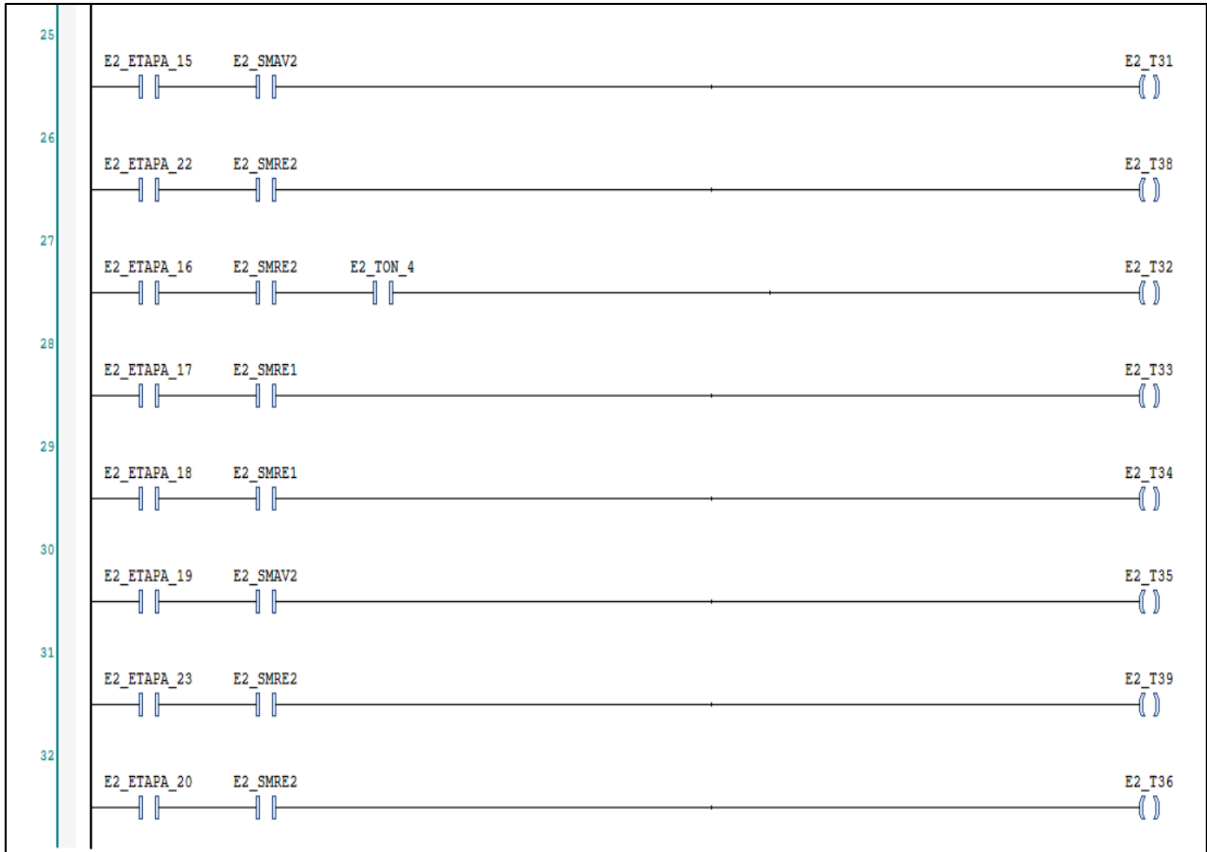 25
E2_ETAPA_15 E2_SMAV2 E2_T31
26
E2_ETAPA_22 E2_SMRE2 E2_T38
27
E2_ETAPA_16 E2_SMRE2 E2_TON_4 E2_T32
28
E2_ETAPA_17 E2_SMRE1 E2_T33
29
E2_ETAPA_18 E2_SMRE1 E2_T34
30
E2_ETAPA_19 E2_SMAV2 E2_T35
31
E2_ETAPA_23 E2_SMRE2 E2_T39
32
E2_ETAPA_20 E2_SMRE2 E2_T36